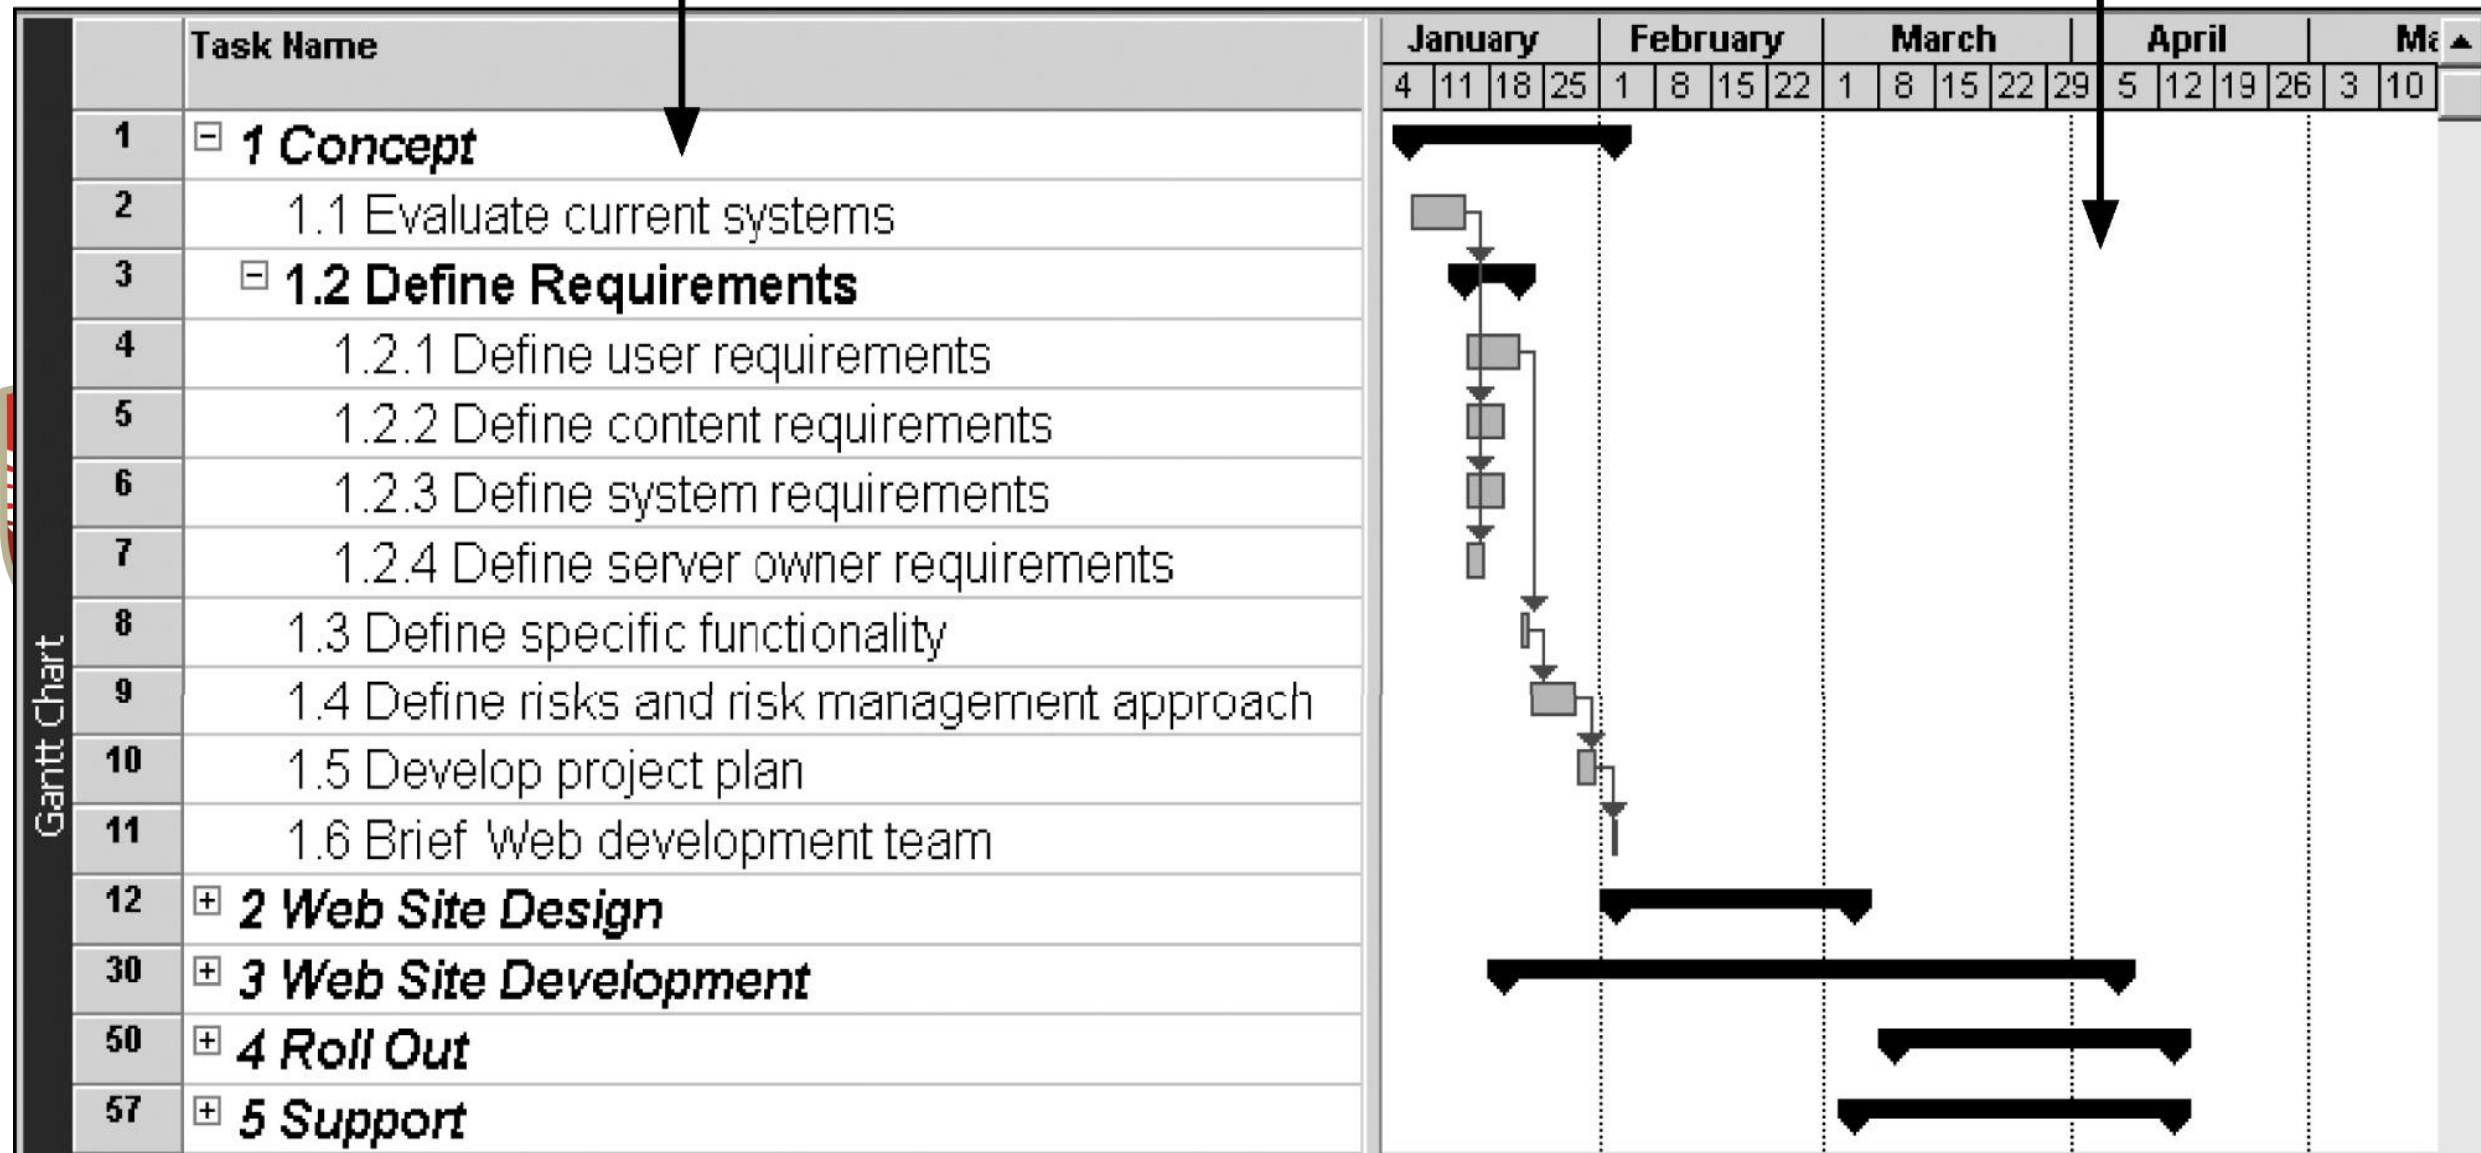 Task Name January February March April
4 11 18 25 1 8 15 22 1 8 15 22 29 5 12 19 26 3 10
1 1 Concept
2 1.1 Evaluate current systems
3 1.2 Define Requirements
4 1.2.1 Define user requirements
5 1.2.2 Define content requirements
6 1.2.3 Define system requirements
7 1.2.4 Define server owner requirements
8 1.3 Define specific functionality
9 1.4 Define risks and risk management approach
10 1.5 Develop project plan
11 1.6 Brief Web development team
12 2 Web Site Design
30 3 Web Site Development
50 4 Roll Out
57 5 Support
Gantt Chart